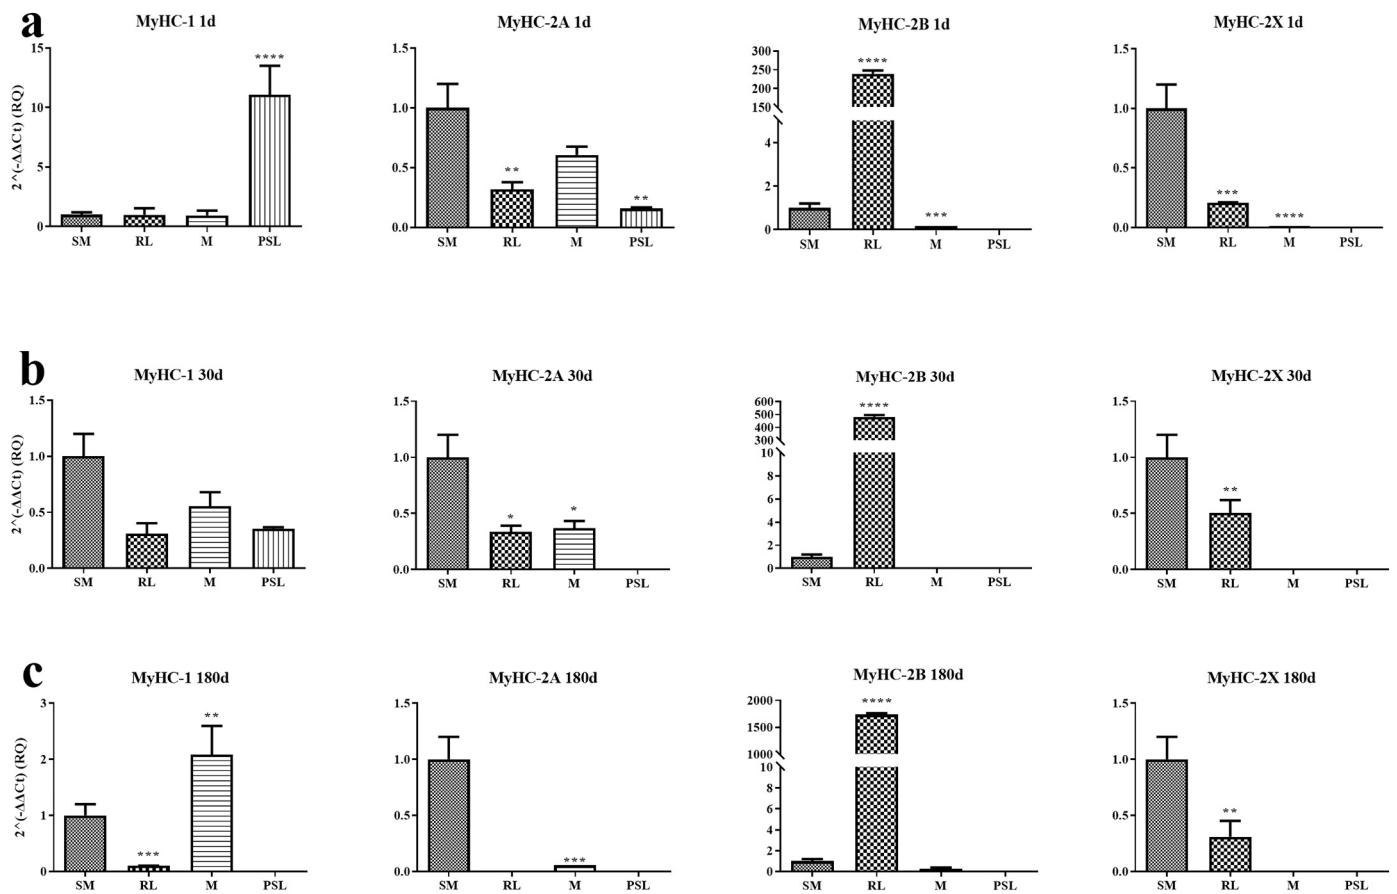 a
MyHC-1 1d
MyHC-2A 1d
MyHC-2B 1d
MyHC-2X 1d
2^(-ΔΔCt) (RQ)
15
10
5
0
****
SM RL M PSL
1.5
1.0
0.5
0.0
**
**
SM RL M PSL
300
250
200
150
4
2
0
****
***
SM RL M PSL
1.5
1.0
0.5
0.0
***
****
SM RL M PSL
b
MyHC-1 30d
MyHC-2A 30d
MyHC-2B 30d
MyHC-2X 30d
2^(-ΔΔCt) (RQ)
1.5
1.0
0.5
0.0
SM RL M PSL
1.5
1.0
0.5
0.0
*
*
SM RL M PSL
600
500
400
300
10
8
6
4
2
0
****
SM RL M PSL
1.5
1.0
0.5
0.0
**
SM RL M PSL
c
MyHC-1 180d
MyHC-2A 180d
MyHC-2B 180d
MyHC-2X 180d
2^(-ΔΔCt) (RQ)
3
2
1
0
***
**
SM RL M PSL
1.5
1.0
0.5
0.0
***
SM RL M PSL
2000
1500
1000
10
8
6
4
2
0
****
SM RL M PSL
1.5
1.0
0.5
0.0
**
SM RL M PSL